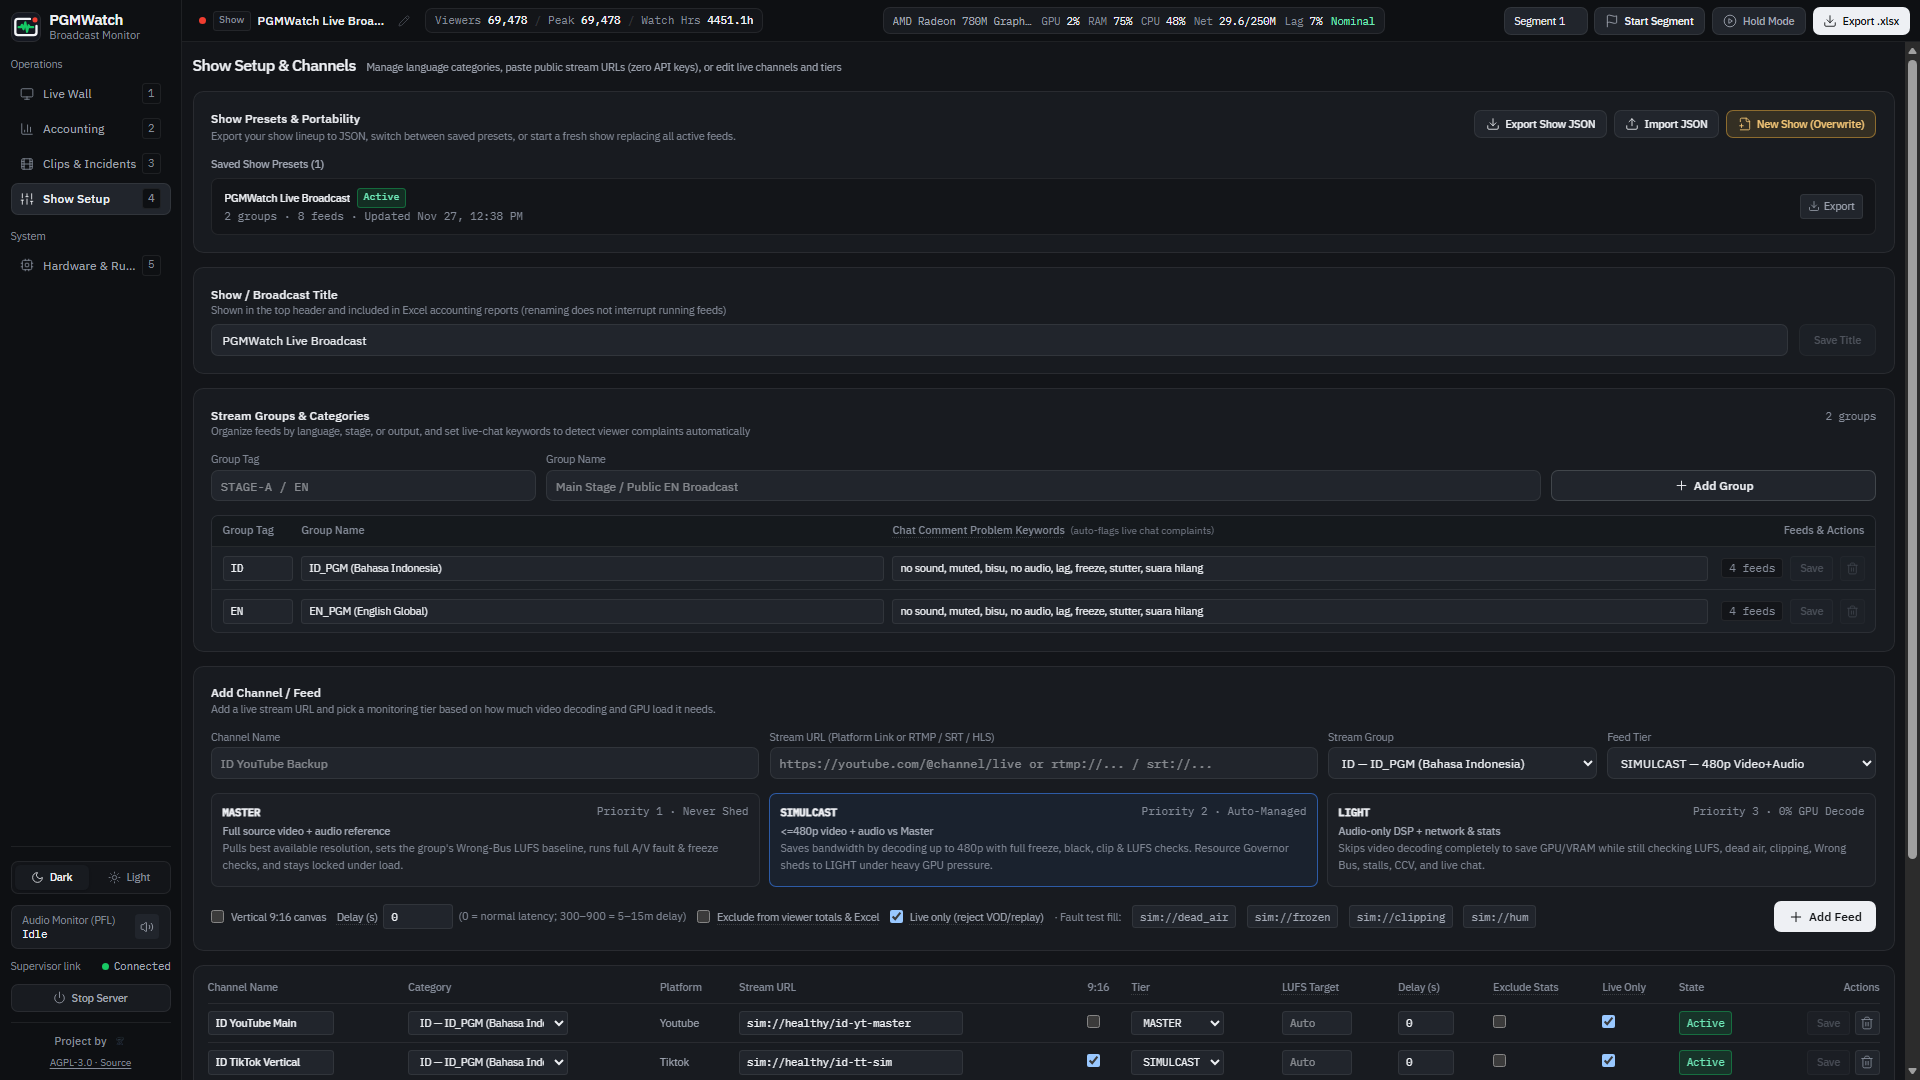 PGMWatch
Broadcast Monitor
Show PGMWatch Live Broa...
Viewers 69,478 / Peak 69,478 / Watch Hrs 4451.1h
AMD Radeon 780M Graph... GPU 2% RAM 75% CPU 48% Net 29.6/250M Lag 7% Nominal
Segment 1
Start Segment
Hold Mode
Export .xlsx
Operations
Live Wall 1
Accounting 2
Clips & Incidents 3
Show Setup 4
System
Hardware & Ru... 5
Dark Light
Audio Monitor (PFL)
Idle
Supervisor link Connected
Stop Server
Project by
AGPL-3.0 · Source
Show Setup & Channels Manage language categories, paste public stream URLs (zero API keys), or edit live channels and tiers
Show Presets & Portability
Export your show lineup to JSON, switch between saved presets, or start a fresh show replacing all active feeds.
Export Show JSON
Import JSON
New Show (Overwrite)
Saved Show Presets (1)
PGMWatch Live Broadcast Active
2 groups · 8 feeds · Updated Nov 27, 12:38 PM
Export
Show / Broadcast Title
Shown in the top header and included in Excel accounting reports (renaming does not interrupt running feeds)
PGMWatch Live Broadcast
Save Title
Stream Groups & Categories
2 groups
Organize feeds by language, stage, or output, and set live-chat keywords to detect viewer complaints automatically
Group Tag Group Name
STAGE-A / EN Main Stage / Public EN Broadcast + Add Group
Group Tag Group Name Chat Comment Problem Keywords (auto-flags live chat complaints) Feeds & Actions
ID ID_PGM (Bahasa Indonesia) no sound, muted, bisu, no audio, lag, freeze, stutter, suara hilang 4 feeds Save
EN EN_PGM (English Global) no sound, muted, bisu, no audio, lag, freeze, stutter, suara hilang 4 feeds Save
Add Channel / Feed
Add a live stream URL and pick a monitoring tier based on how much video decoding and GPU load it needs.
Channel Name Stream URL (Platform Link or RTMP / SRT / HLS) Stream Group Feed Tier
ID YouTube Backup https://youtube.com/@channel/live or rtmp://... / srt://... ID — ID_PGM (Bahasa Indonesia) SIMULCAST — 480p Video+Audio
MASTER Priority 1 · Never Shed
Full source video + audio reference
Pulls best available resolution, sets the group's Wrong-Bus LUFS baseline, runs full A/V fault & freeze
checks, and stays locked under load.
SIMULCAST Priority 2 · Auto-Managed
<=480p video + audio vs Master
Saves bandwidth by decoding up to 480p with full freeze, black, clip & LUFS checks. Resource Governor
sheds to LIGHT under heavy GPU pressure.
LIGHT Priority 3 · 0% GPU Decode
Audio-only DSP + network & stats
Skips video decoding completely to save GPU/VRAM while still checking LUFS, dead air, clipping, Wrong
Bus, stalls, CCV, and live chat.
Vertical 9:16 canvas Delay (s) 0 (0 = normal latency; 300–900 = 5–15m delay) Exclude from viewer totals & Excel Live only (reject VOD/replay) · Fault test fill: sim://dead_air sim://frozen sim://clipping sim://hum + Add Feed
Channel Name Category Platform Stream URL 9:16 Tier LUFS Target Delay (s) Exclude Stats Live Only State Actions
ID YouTube Main ID — ID_PGM (Bahasa Ind Youtube sim://healthy/id-yt-master MASTER Auto 0 Active Save
ID TikTok Vertical ID — ID_PGM (Bahasa Ind Tiktok sim://healthy/id-tt-sim SIMULCAST Auto 0 Active Save